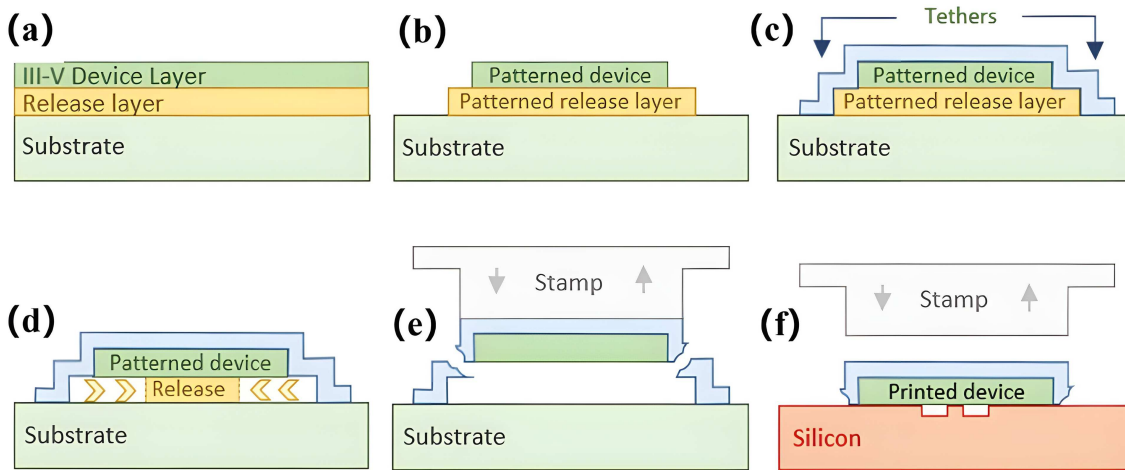 (a)
III-V Device Layer
Release layer
Substrate
(b)
Patterned device
Patterned release layer
Substrate
(c)
Tethers
Patterned device
Patterned release layer
Substrate
(d)
Patterned device
Release
Substrate
(e)
Stamp
Substrate
(f)
Stamp
Printed device
Silicon